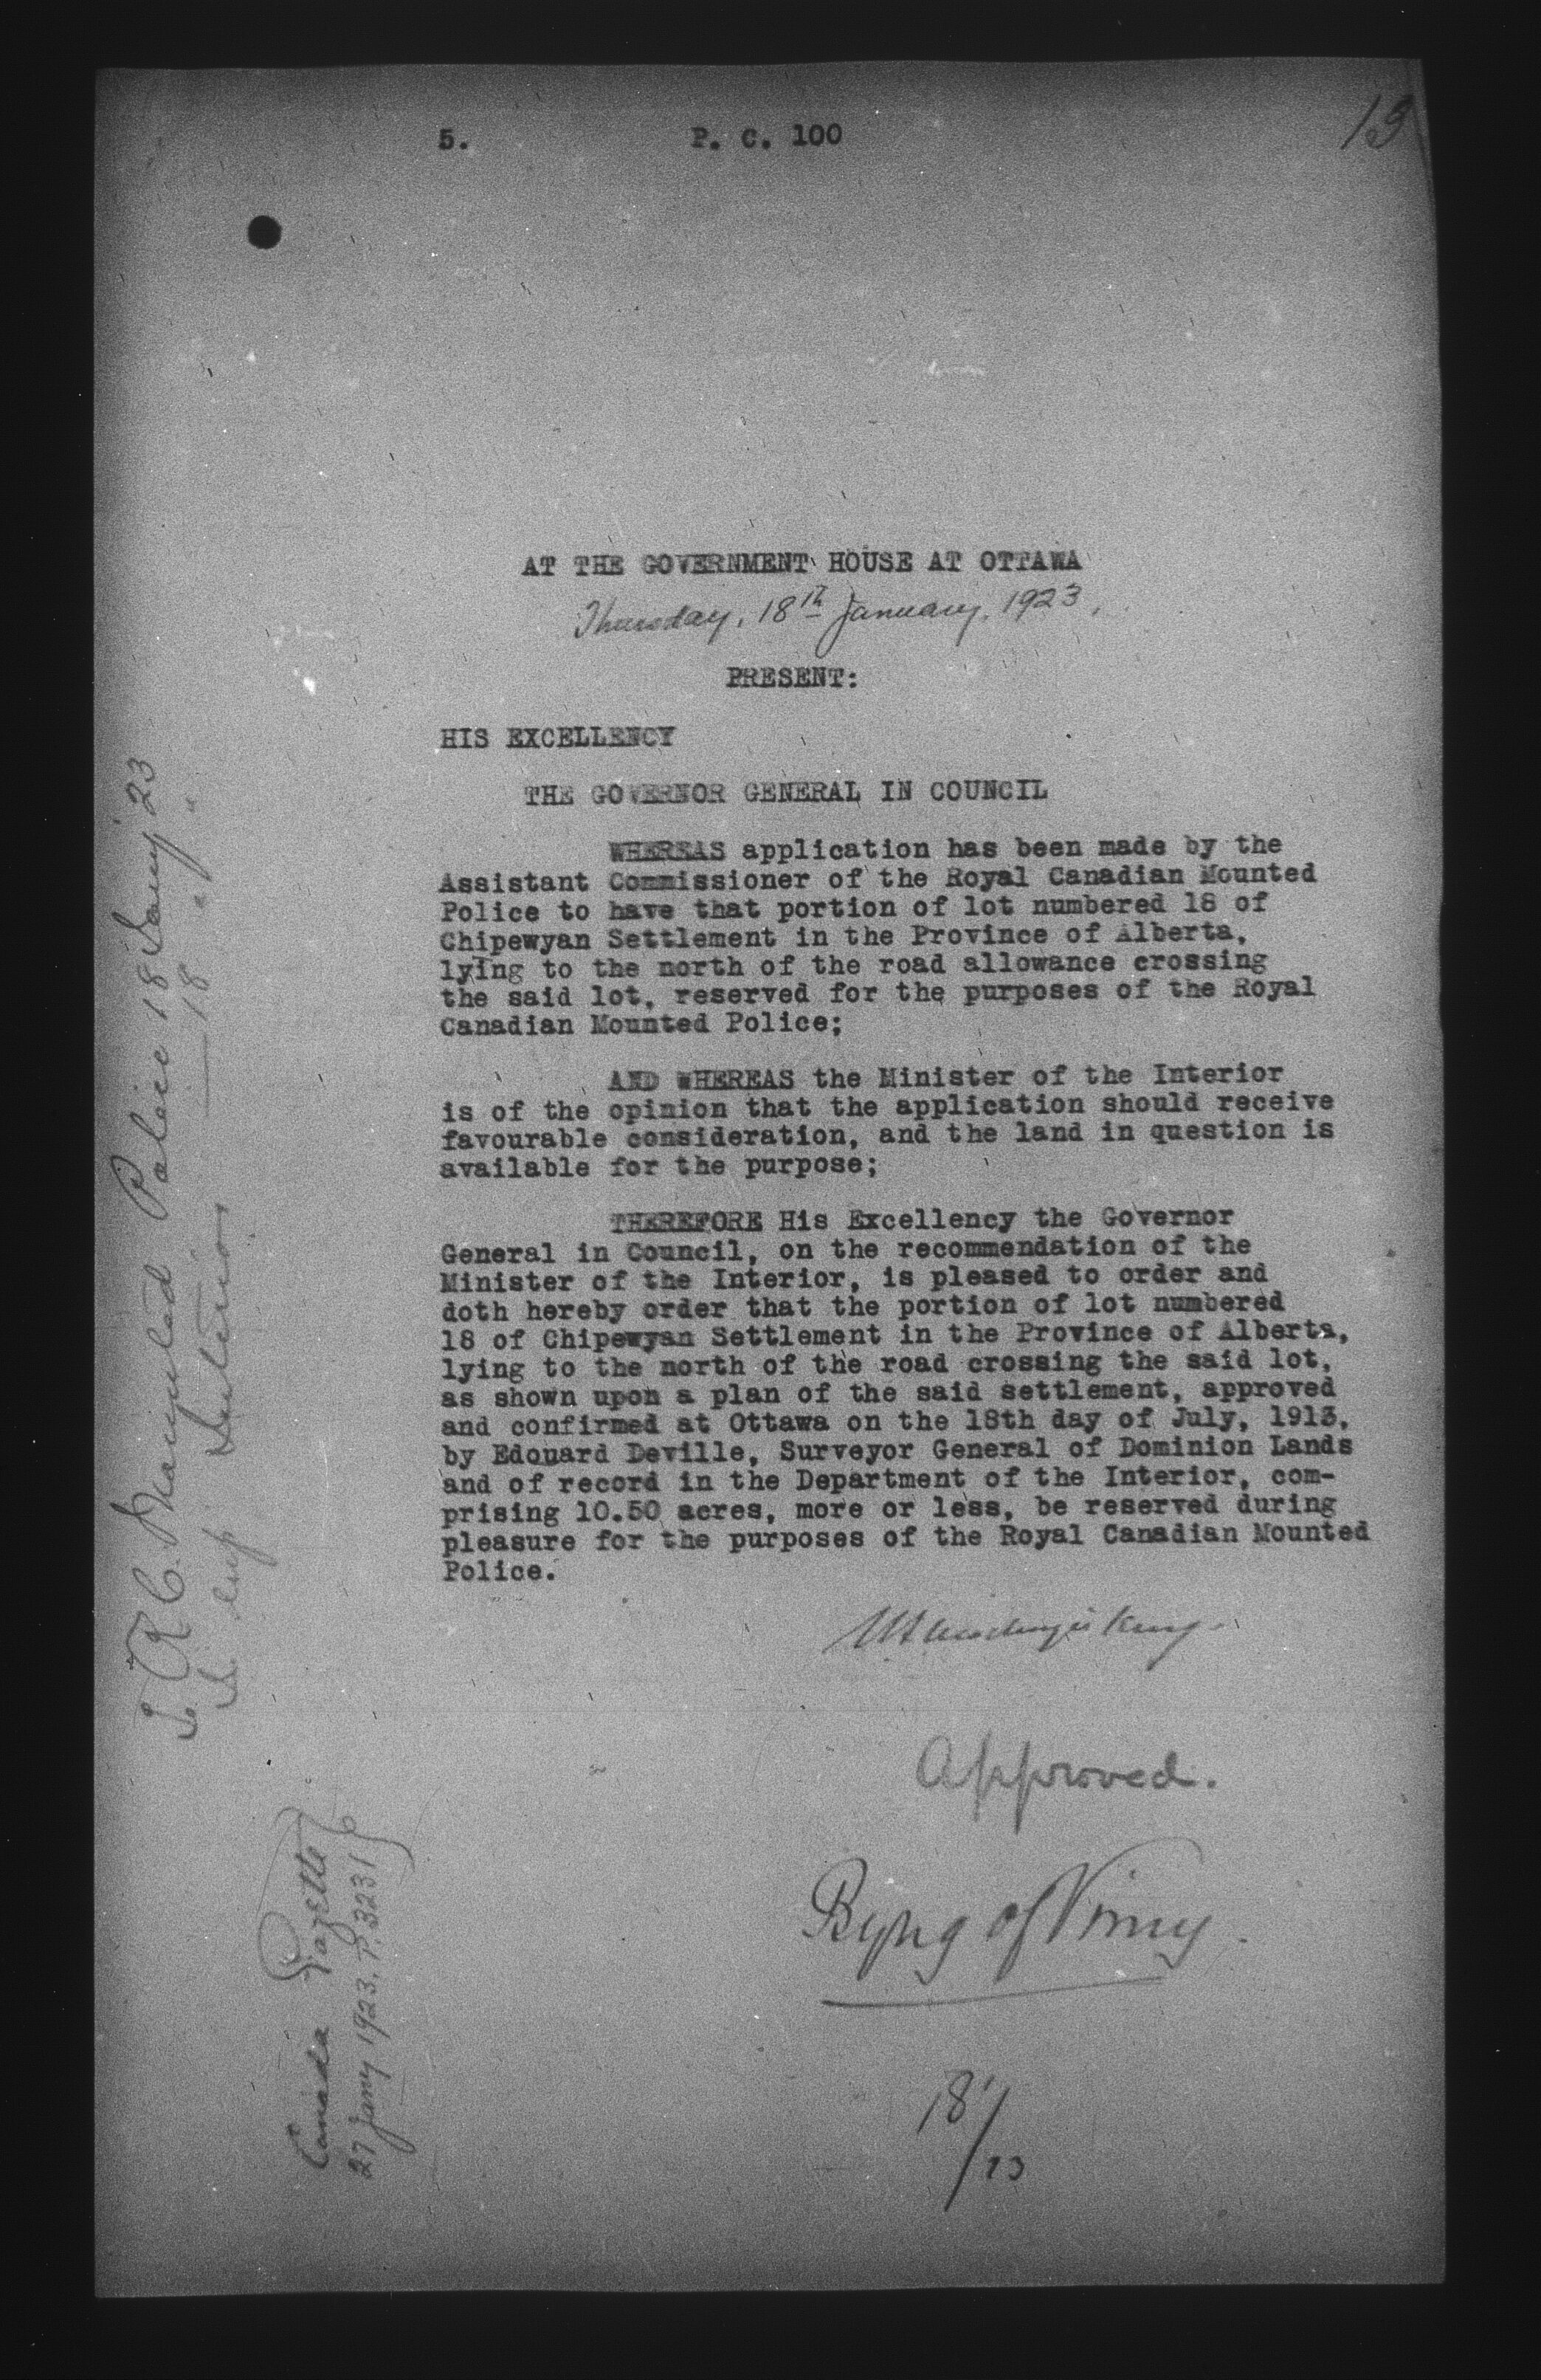 5. P. C. 100
13
AT THE GOVERNMENT HOUSE AT OTTAWA
Thursday, 18th January, 1923.
PRESENT:
HIS EXCELLENCY
THE GOVERNOR GENERAL IN COUNCIL
WHEREAS application has been made by the
Assistant Commissioner of the Royal Canadian Mounted
Police to have that portion of lot numbered 18 of
Chipewyan Settlement in the Province of Alberta,
lying to the north of the road allowance crossing
the said lot, reserved for the purposes of the Royal
Canadian Mounted Police;
AND WHEREAS the Minister of the Interior
is of the opinion that the application should receive
favourable consideration, and the land in question is
available for the purpose;
THEREFORE His Excellency the Governor
General in Council, on the recommendation of the
Minister of the Interior, is pleased to order and
doth hereby order that the portion of lot numbered
18 of Chipewyan Settlement in the Province of Alberta,
lying to the north of the road crossing the said lot,
as shown upon a plan of the said settlement, approved
and confirmed at Ottawa on the 18th day of July, 1913,
by Edouard Deville, Surveyor General of Dominion Lands
and of record in the Department of the Interior, com-
prising 10.50 acres, more or less, be reserved during
pleasure for the purposes of the Royal Canadian Mounted
Police.
W L Mackenzie King
Approved.
Byng of Vimy.
18/1/23
R C. Mounted Police 18 Jany '23
Interior 18 " "
Canada Gazette
27 Jany 1923. P. 3231